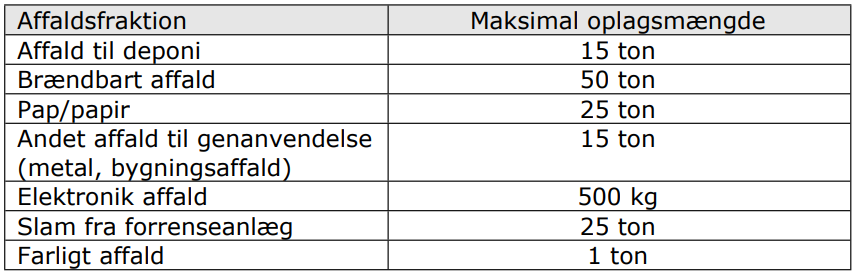 Affaldsfraktion Maksimal oplagsmængde
Affald til deponi 15 ton
Brændbart affald 50 ton
Pap/papir 25 ton
Andet affald til genanvendelse 15 ton
(metal, bygningsaffald)
Elektronik affald 500 kg
Slam fra forrenseanlæg 25 ton
Farligt affald 1 ton